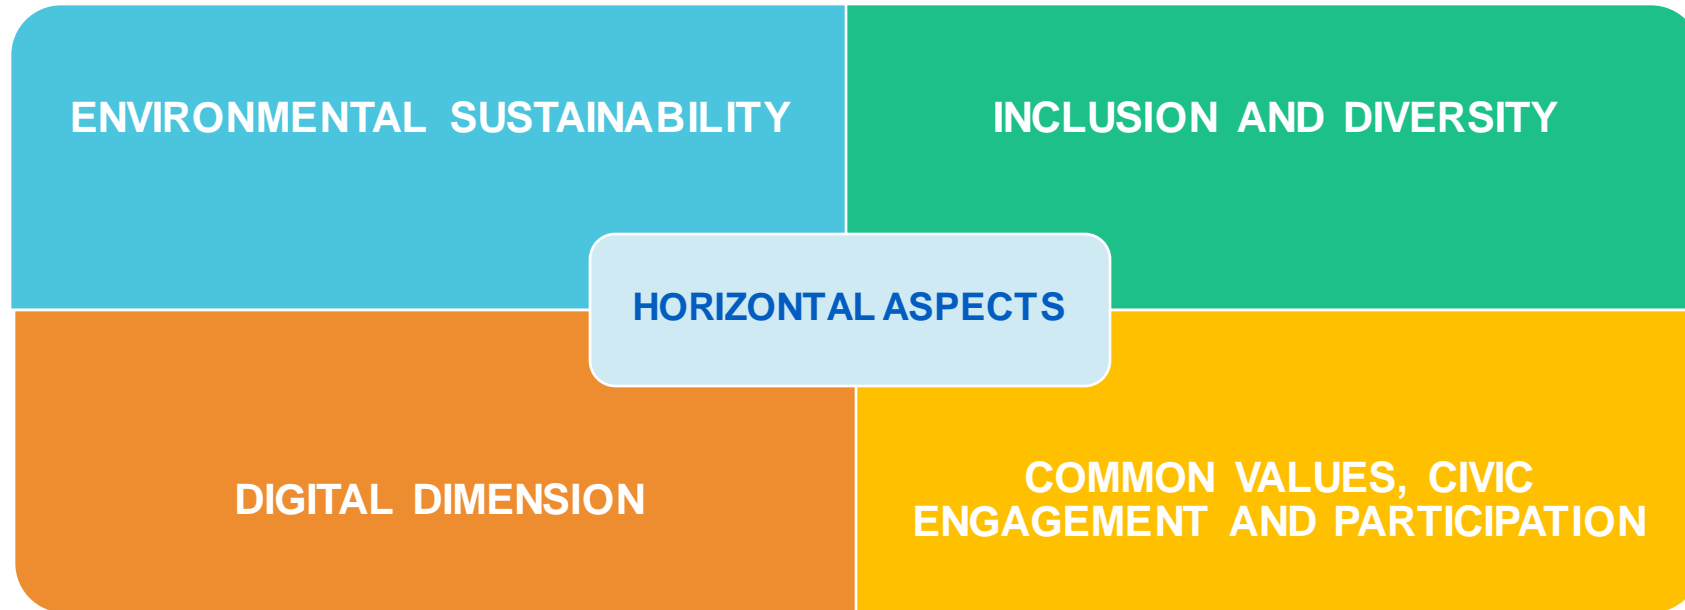 ENVIRONMENTAL SUSTAINABILITY
INCLUSION AND DIVERSITY
HORIZONTAL ASPECTS
DIGITAL DIMENSION
COMMON VALUES, CIVIC
ENGAGEMENT AND PARTICIPATION